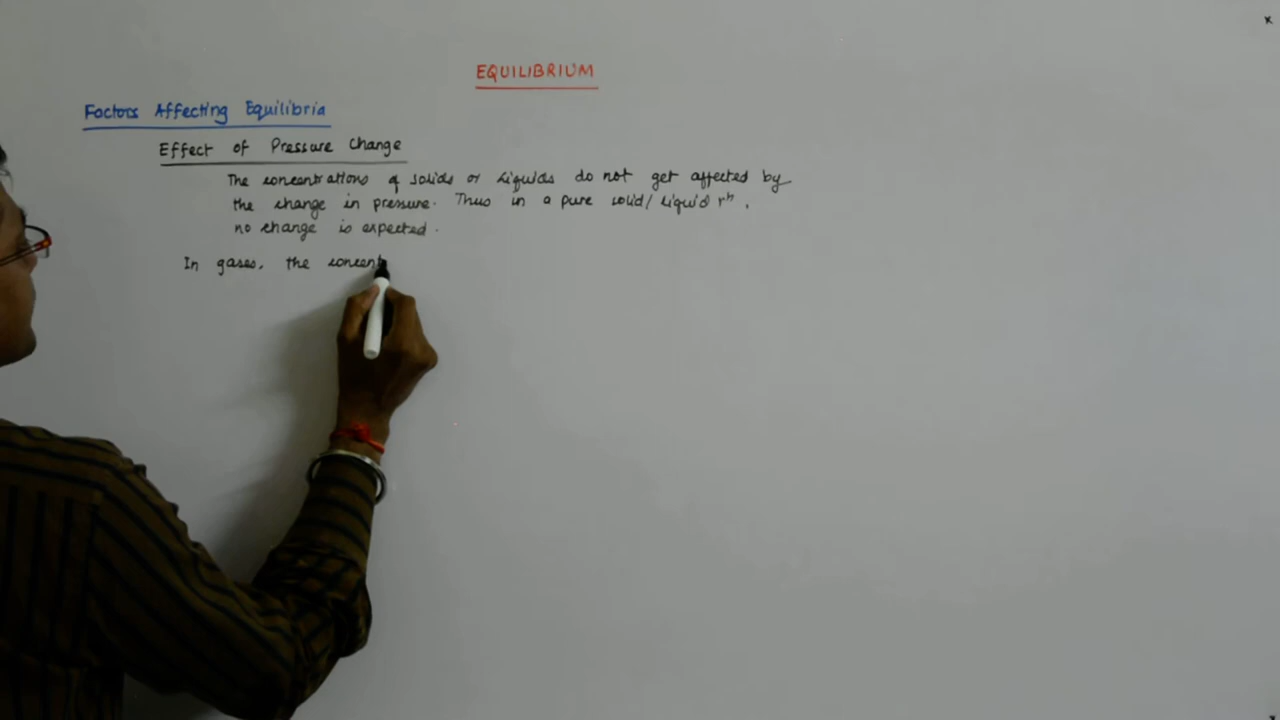 EQUILIBRIUM
Factors Affecting Equilibria
Effect of Pressure Change
The concentrations of solids or liquids do not get affected by
the change in pressure. Thus in a pure solid/liquid rⁿ,
no change is expected.
In gases, the concent